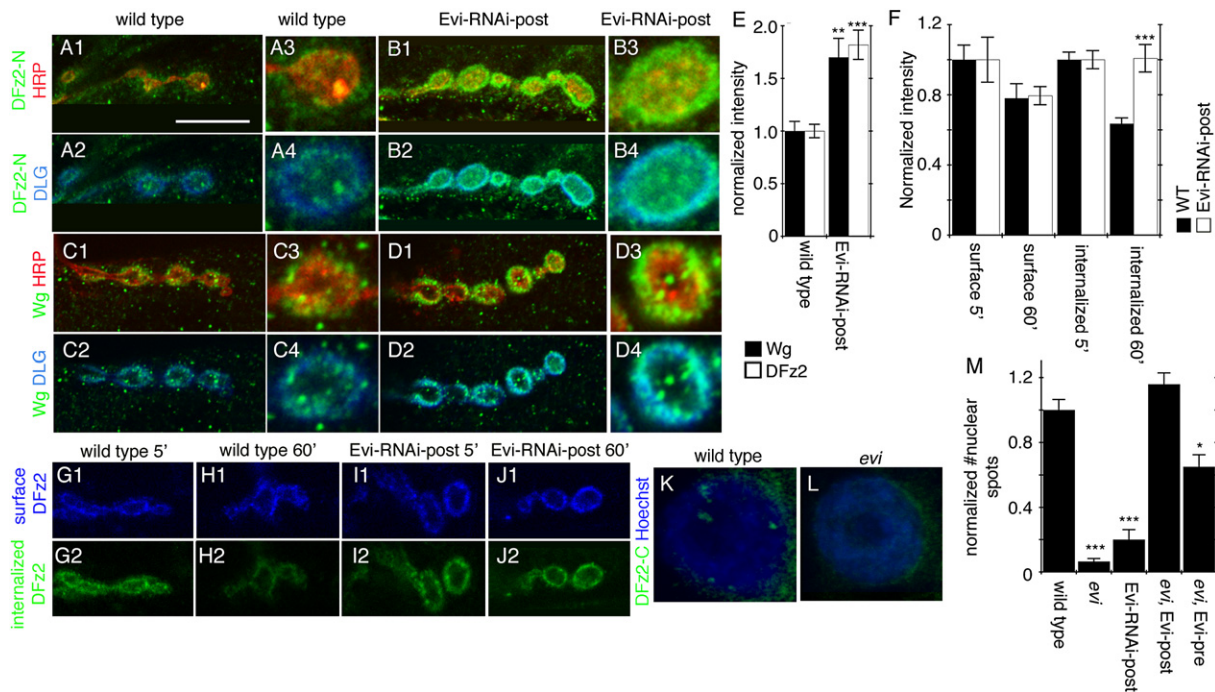 wild type wild type Evi-RNAi-post Evi-RNAi-post
DFz2-N HRP
A1 A3 B1 B3
DFz2-N DLG
A2 A4 B2 B4
Wg HRP
C1 C3 D1 D3
Wg DLG
C2 C4 D2 D4
E
normalized intensity
2.0
1.5
1.0
0.5
0
** ***
wild type
Evi-RNAi-post
Wg
DFz2
F
Normalized intensity
1.2
0.8
0.4
0
***
surface 5'
surface 60'
internalized 5'
internalized 60'
WT
Evi-RNAi-post
wild type 5' wild type 60' Evi-RNAi-post 5' Evi-RNAi-post 60'
surface DFz2
G1 H1 I1 J1
internalized DFz2
G2 H2 I2 J2
wild type evi
DFz2-C Hoechst
K L
M
normalized #nuclear
spots
1.2
0.8
0.4
0
*** *** *
wild type
evi
Evi-RNAi-post
evi, Evi-post
evi, Evi-pre